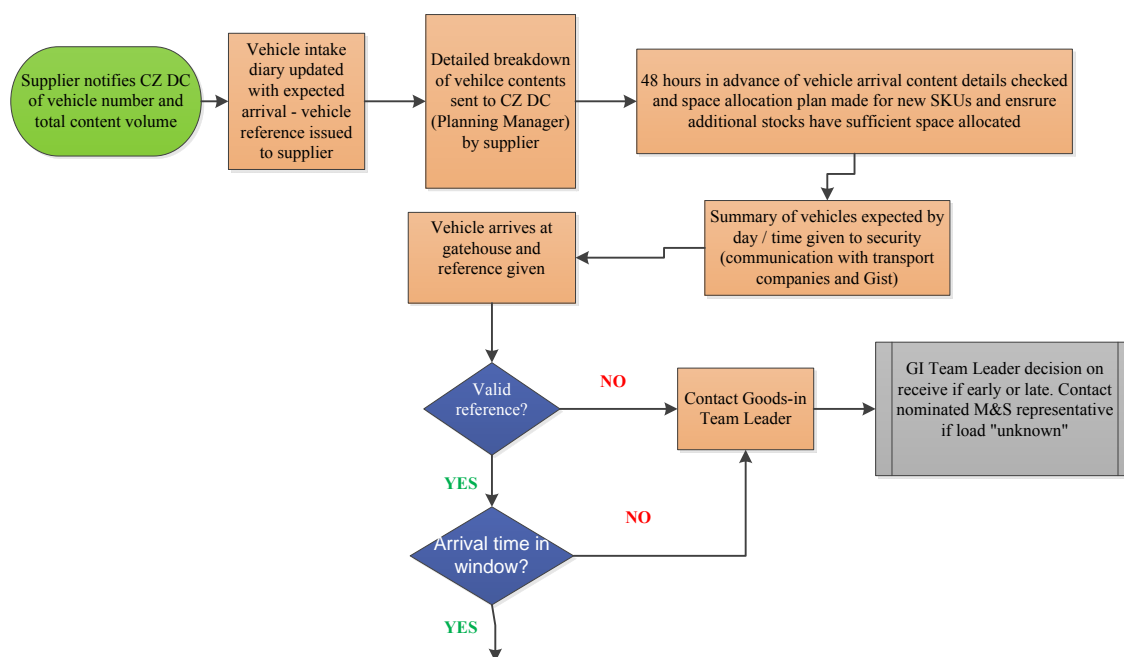 Supplier notifies CZ DC
of vehicle number and
total content volume
Vehicle intake
diary updated
with expected
arrival - vehicle
reference issued
to supplier
Detailed breakdown
of vehilce contents
sent to CZ DC
(Planning Manager)
by supplier
48 hours in advance of vehicle arrival content details checked
and space allocation plan made for new SKUs and ensrure
additional stocks have sufficient space allocated
Summary of vehicles expected by
day / time given to security
(communication with transport
companies and Gist)
Vehicle arrives at
gatehouse and
reference given
Valid
reference?
NO
Contact Goods-in
Team Leader
GI Team Leader decision on
receive if early or late. Contact
nominated M&S representative
if load "unknown"
YES
Arrival time in
window?
NO
YES